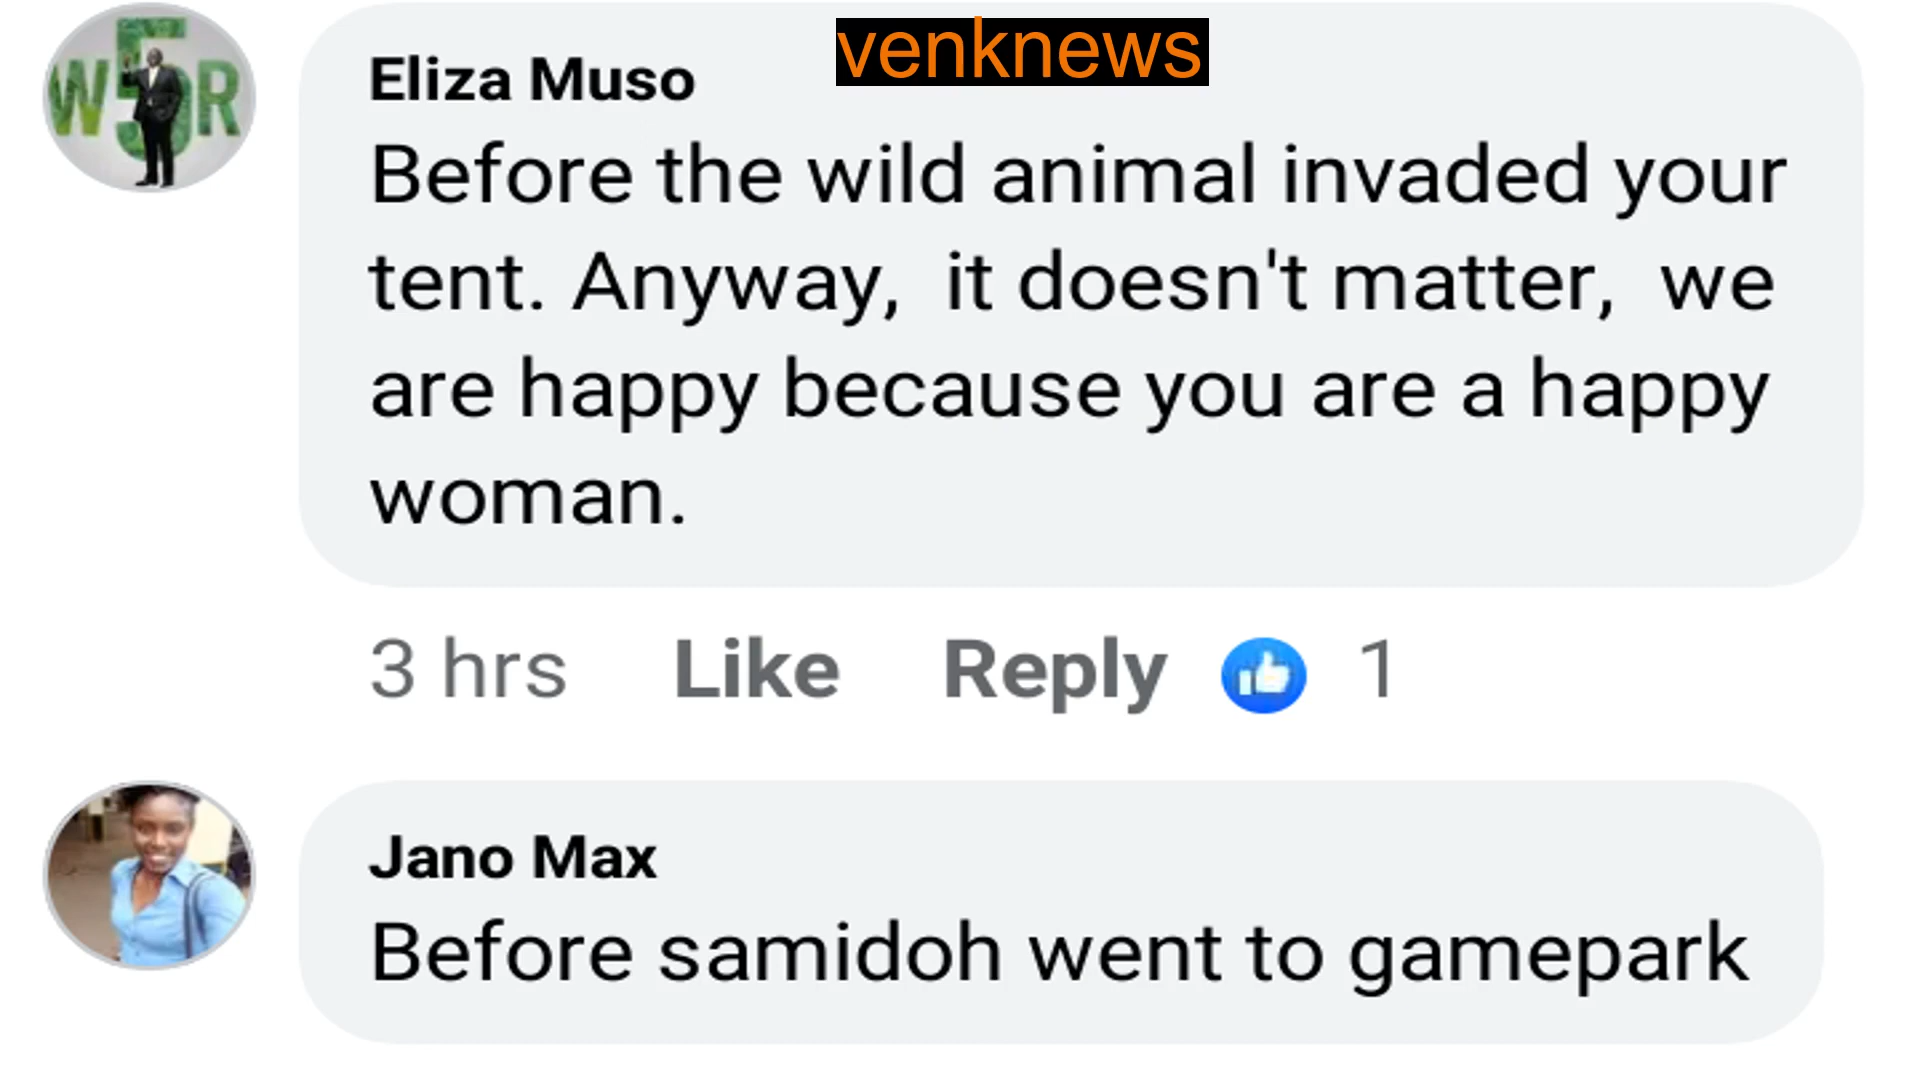 venknews
W5R
Eliza Muso
Before the wild animal invaded your
tent. Anyway, it doesn't matter, we
are happy because you are a happy
woman.
3 hrs Like Reply 1
Jano Max
Before samidoh went to gamepark